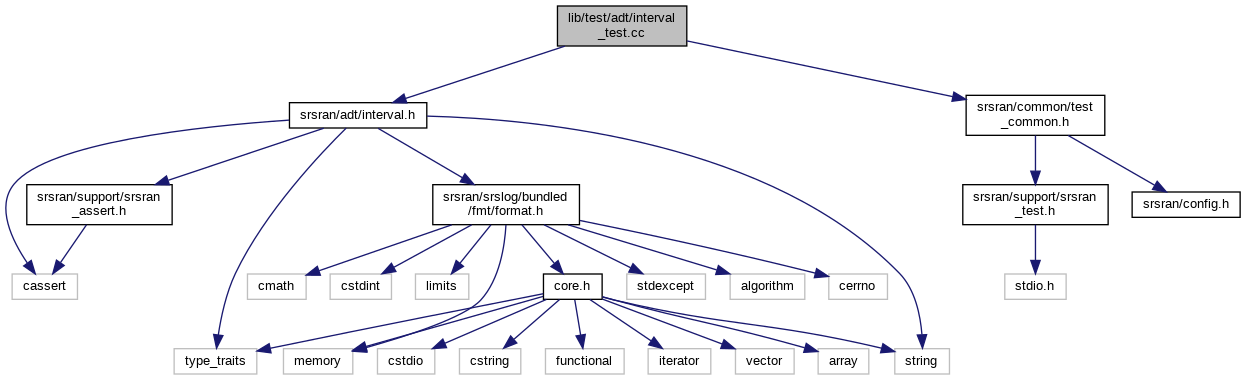 lib/test/adt/interval
_test.cc
srsran/adt/interval.h
srsran/common/test
_common.h
srsran/support/srsran
_assert.h
srsran/srslog/bundled
/fmt/format.h
srsran/support/srsran
_test.h
srsran/config.h
cassert
cmath
cstdint
limits
core.h
stdexcept
algorithm
cerrno
stdio.h
type_traits
memory
cstdio
cstring
functional
iterator
vector
array
string